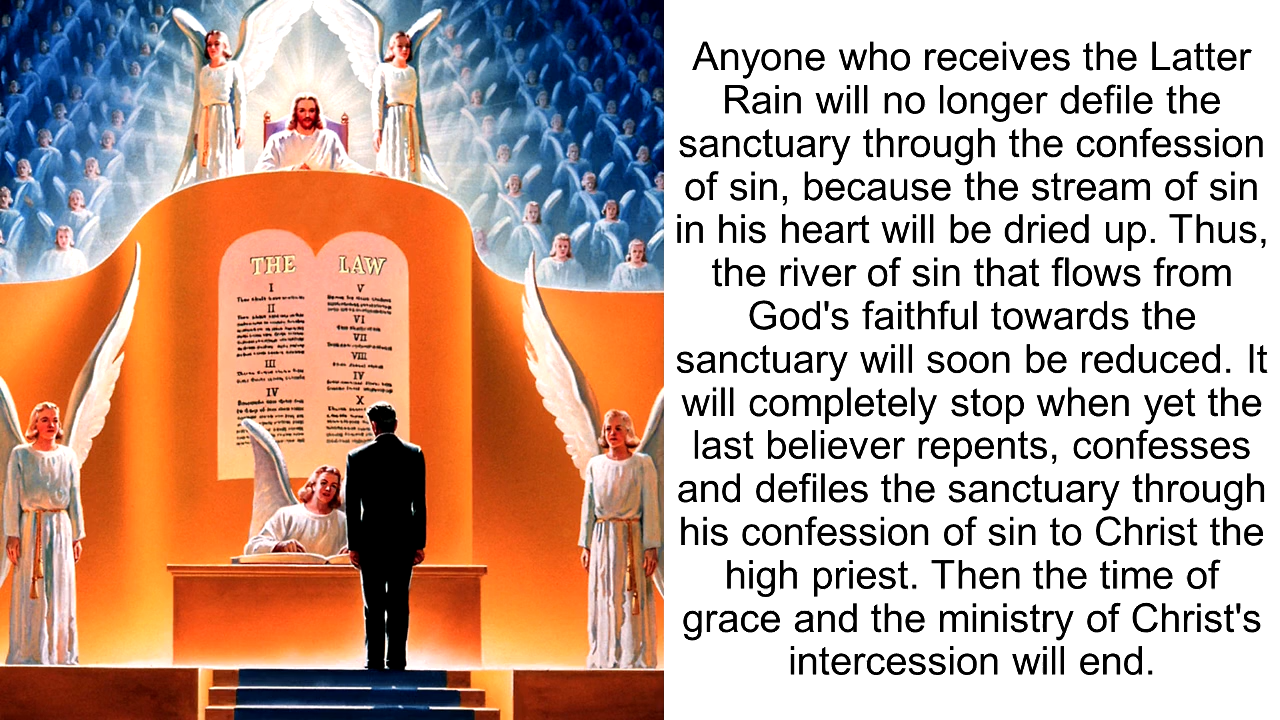 THE LAW
I
II
III
IV
V
VI
VII
VIII
IV
X
Anyone who receives the Latter
Rain will no longer defile the
sanctuary through the confession
of sin, because the stream of sin
in his heart will be dried up. Thus,
the river of sin that flows from
God's faithful towards the
sanctuary will soon be reduced. It
will completely stop when yet the
last believer repents, confesses
and defiles the sanctuary through
his confession of sin to Christ the
high priest. Then the time of
grace and the ministry of Christ's
intercession will end.